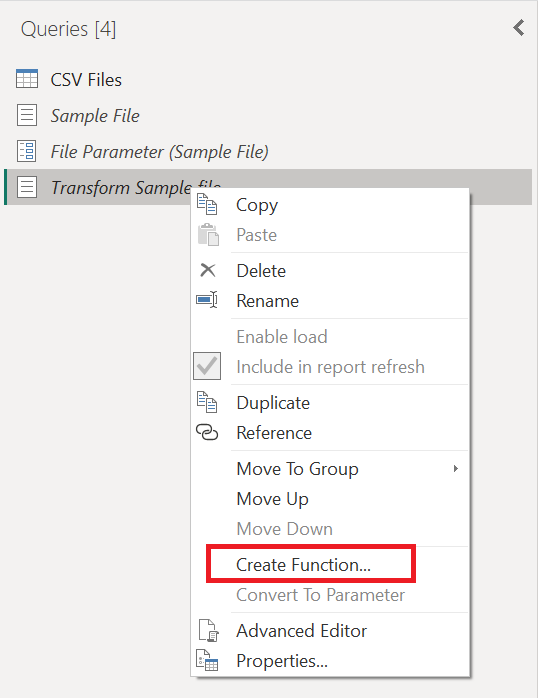 Queries [4]
CSV Files
Sample File
File Parameter (Sample File)
Transform Sample file
Copy
Paste
Delete
Rename
Enable load
Include in report refresh
Duplicate
Reference
Move To Group
Move Up
Move Down
Create Function...
Convert To Parameter
Advanced Editor
Properties...